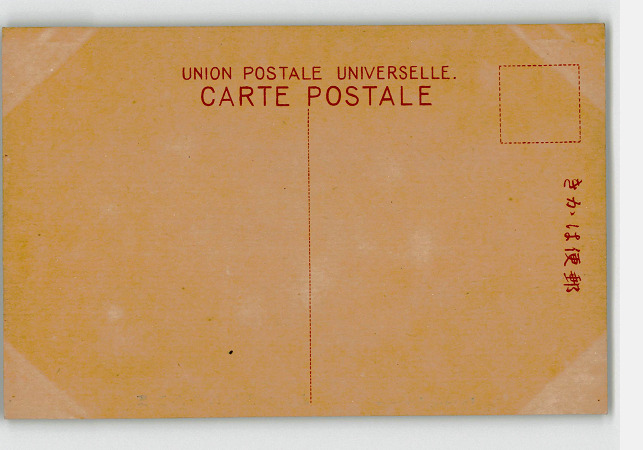 UNION POSTALE UNIVERSELLE.
CARTE POSTALE
きかは便郵